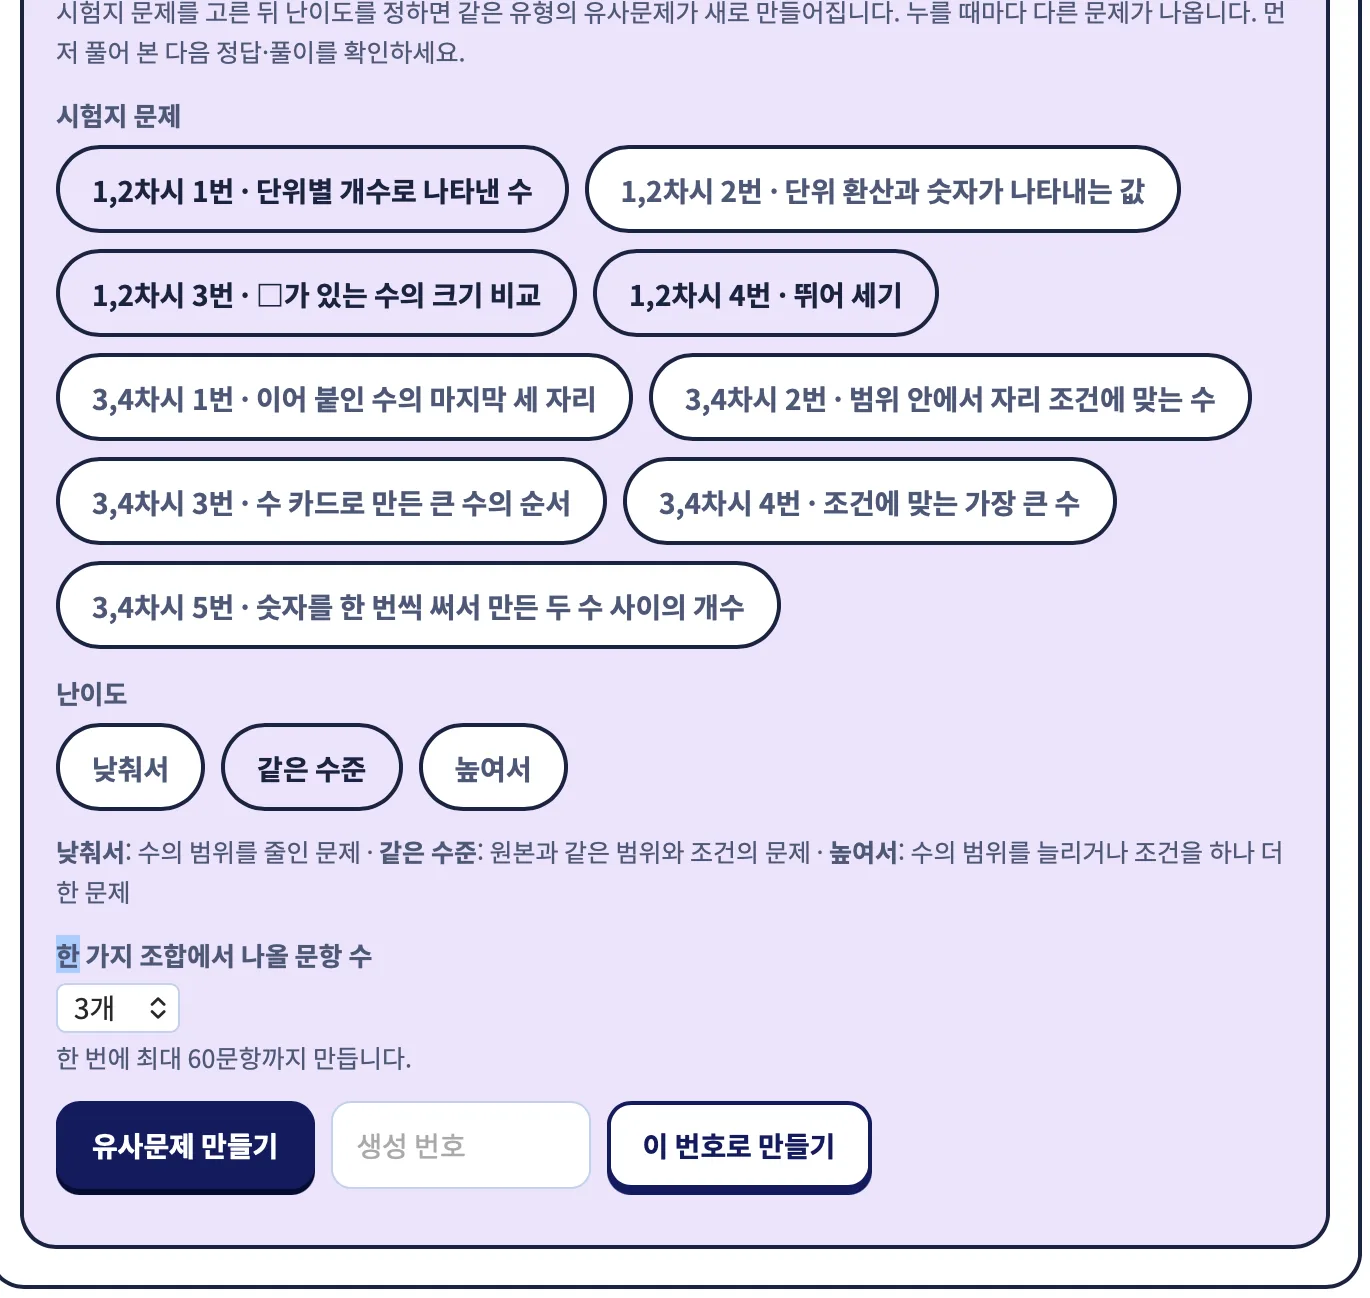 시험지 문제를 고른 뒤 난이도를 정하면 같은 유형의 유사문제가 새로 만들어집니다. 누를 때마다 다른 문제가 나옵니다. 먼
저 풀어 본 다음 정답·풀이를 확인하세요.
시험지 문제
1,2차시 1번 · 단위별 개수로 나타낸 수
1,2차시 2번 · 단위 환산과 숫자가 나타내는 값
1,2차시 3번 · □가 있는 수의 크기 비교
1,2차시 4번 · 뛰어 세기
3,4차시 1번 · 이어 붙인 수의 마지막 세 자리
3,4차시 2번 · 범위 안에서 자리 조건에 맞는 수
3,4차시 3번 · 수 카드로 만든 큰 수의 순서
3,4차시 4번 · 조건에 맞는 가장 큰 수
3,4차시 5번 · 숫자를 한 번씩 써서 만든 두 수 사이의 개수
난이도
낮춰서
같은 수준
높여서
낮춰서: 수의 범위를 줄인 문제 · 같은 수준: 원본과 같은 범위와 조건의 문제 · 높여서: 수의 범위를 늘리거나 조건을 하나 더
한 문제
한 가지 조합에서 나올 문항 수
3개
한 번에 최대 60문항까지 만듭니다.
유사문제 만들기
생성 번호
이 번호로 만들기